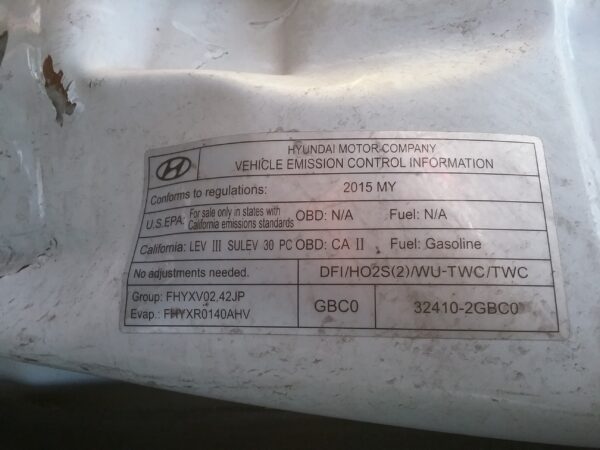 HYUNDAI MOTOR COMPANY
VEHICLE EMISSION CONTROL INFORMATION
Conforms to regulations: 2015 MY
U.S.EPA: For sale only in states with California emissions standards OBD: N/A Fuel: N/A
California: LEV III SULEV 30 PC OBD: CA II Fuel: Gasoline
No adjustments needed. DFI/HO2S(2)/WU-TWC/TWC
Group: FHYXV02.42JP
Evap.: FHYXR0140AHV
GBC0 32410-2GBC0